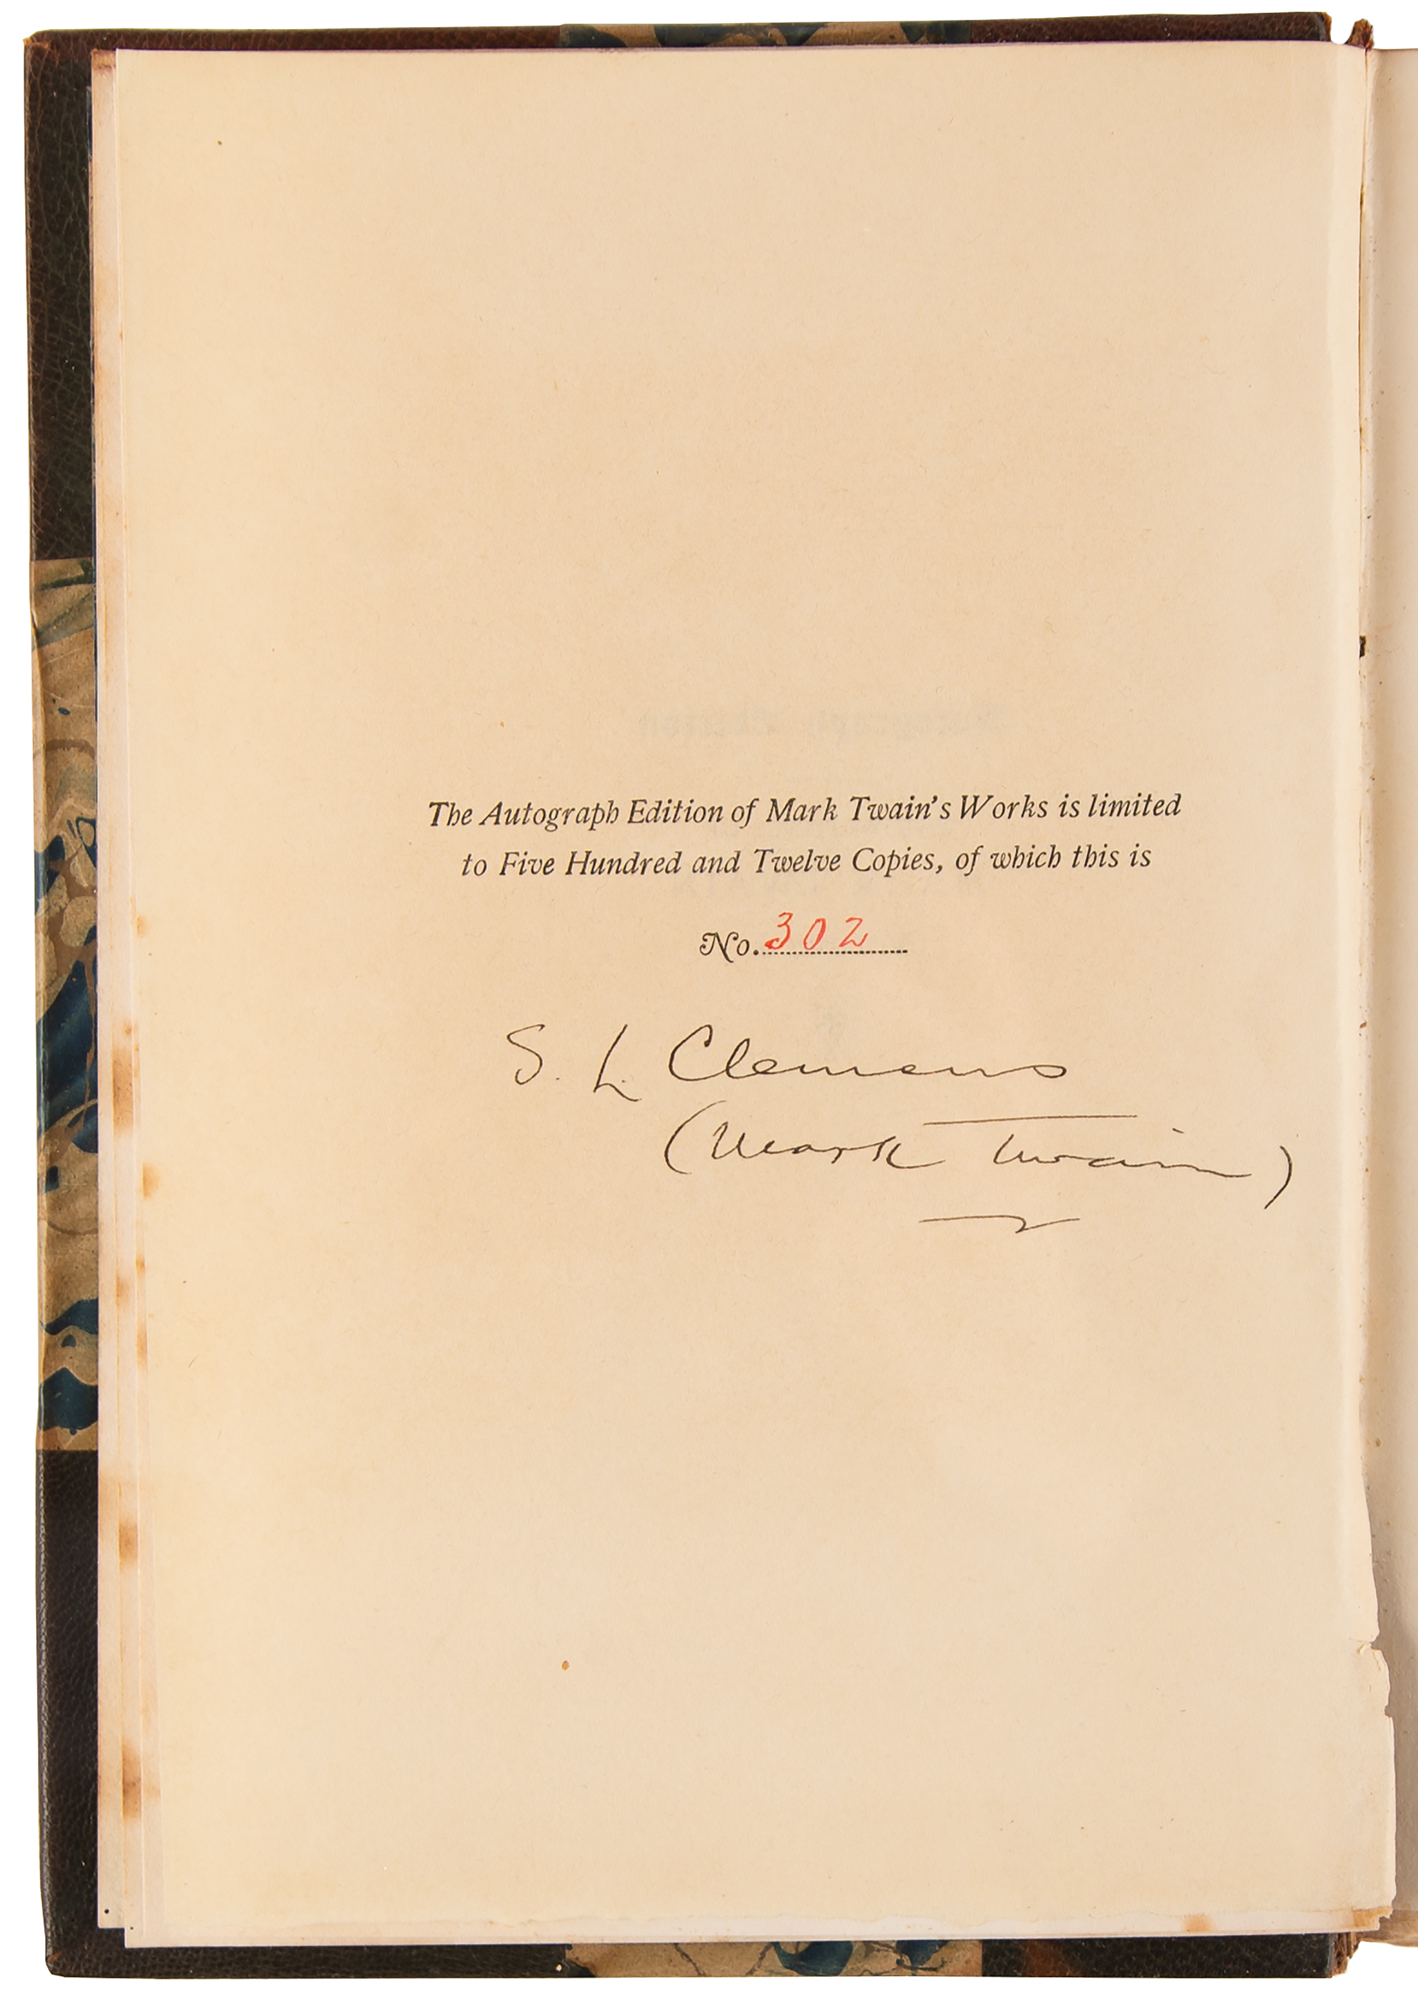 The Autograph Edition of Mark Twain's Works is limited
to Five Hundred and Twelve Copies, of which this is
No. 302
S. L. Clemens
(Mark Twain)